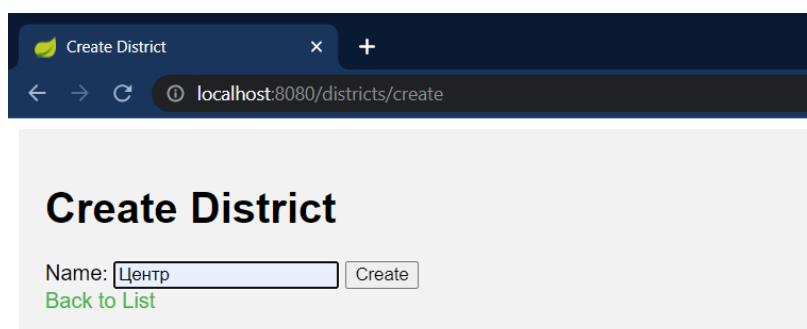 Create District
localhost:8080/districts/create
Create District
Name: Центр Create
Back to List